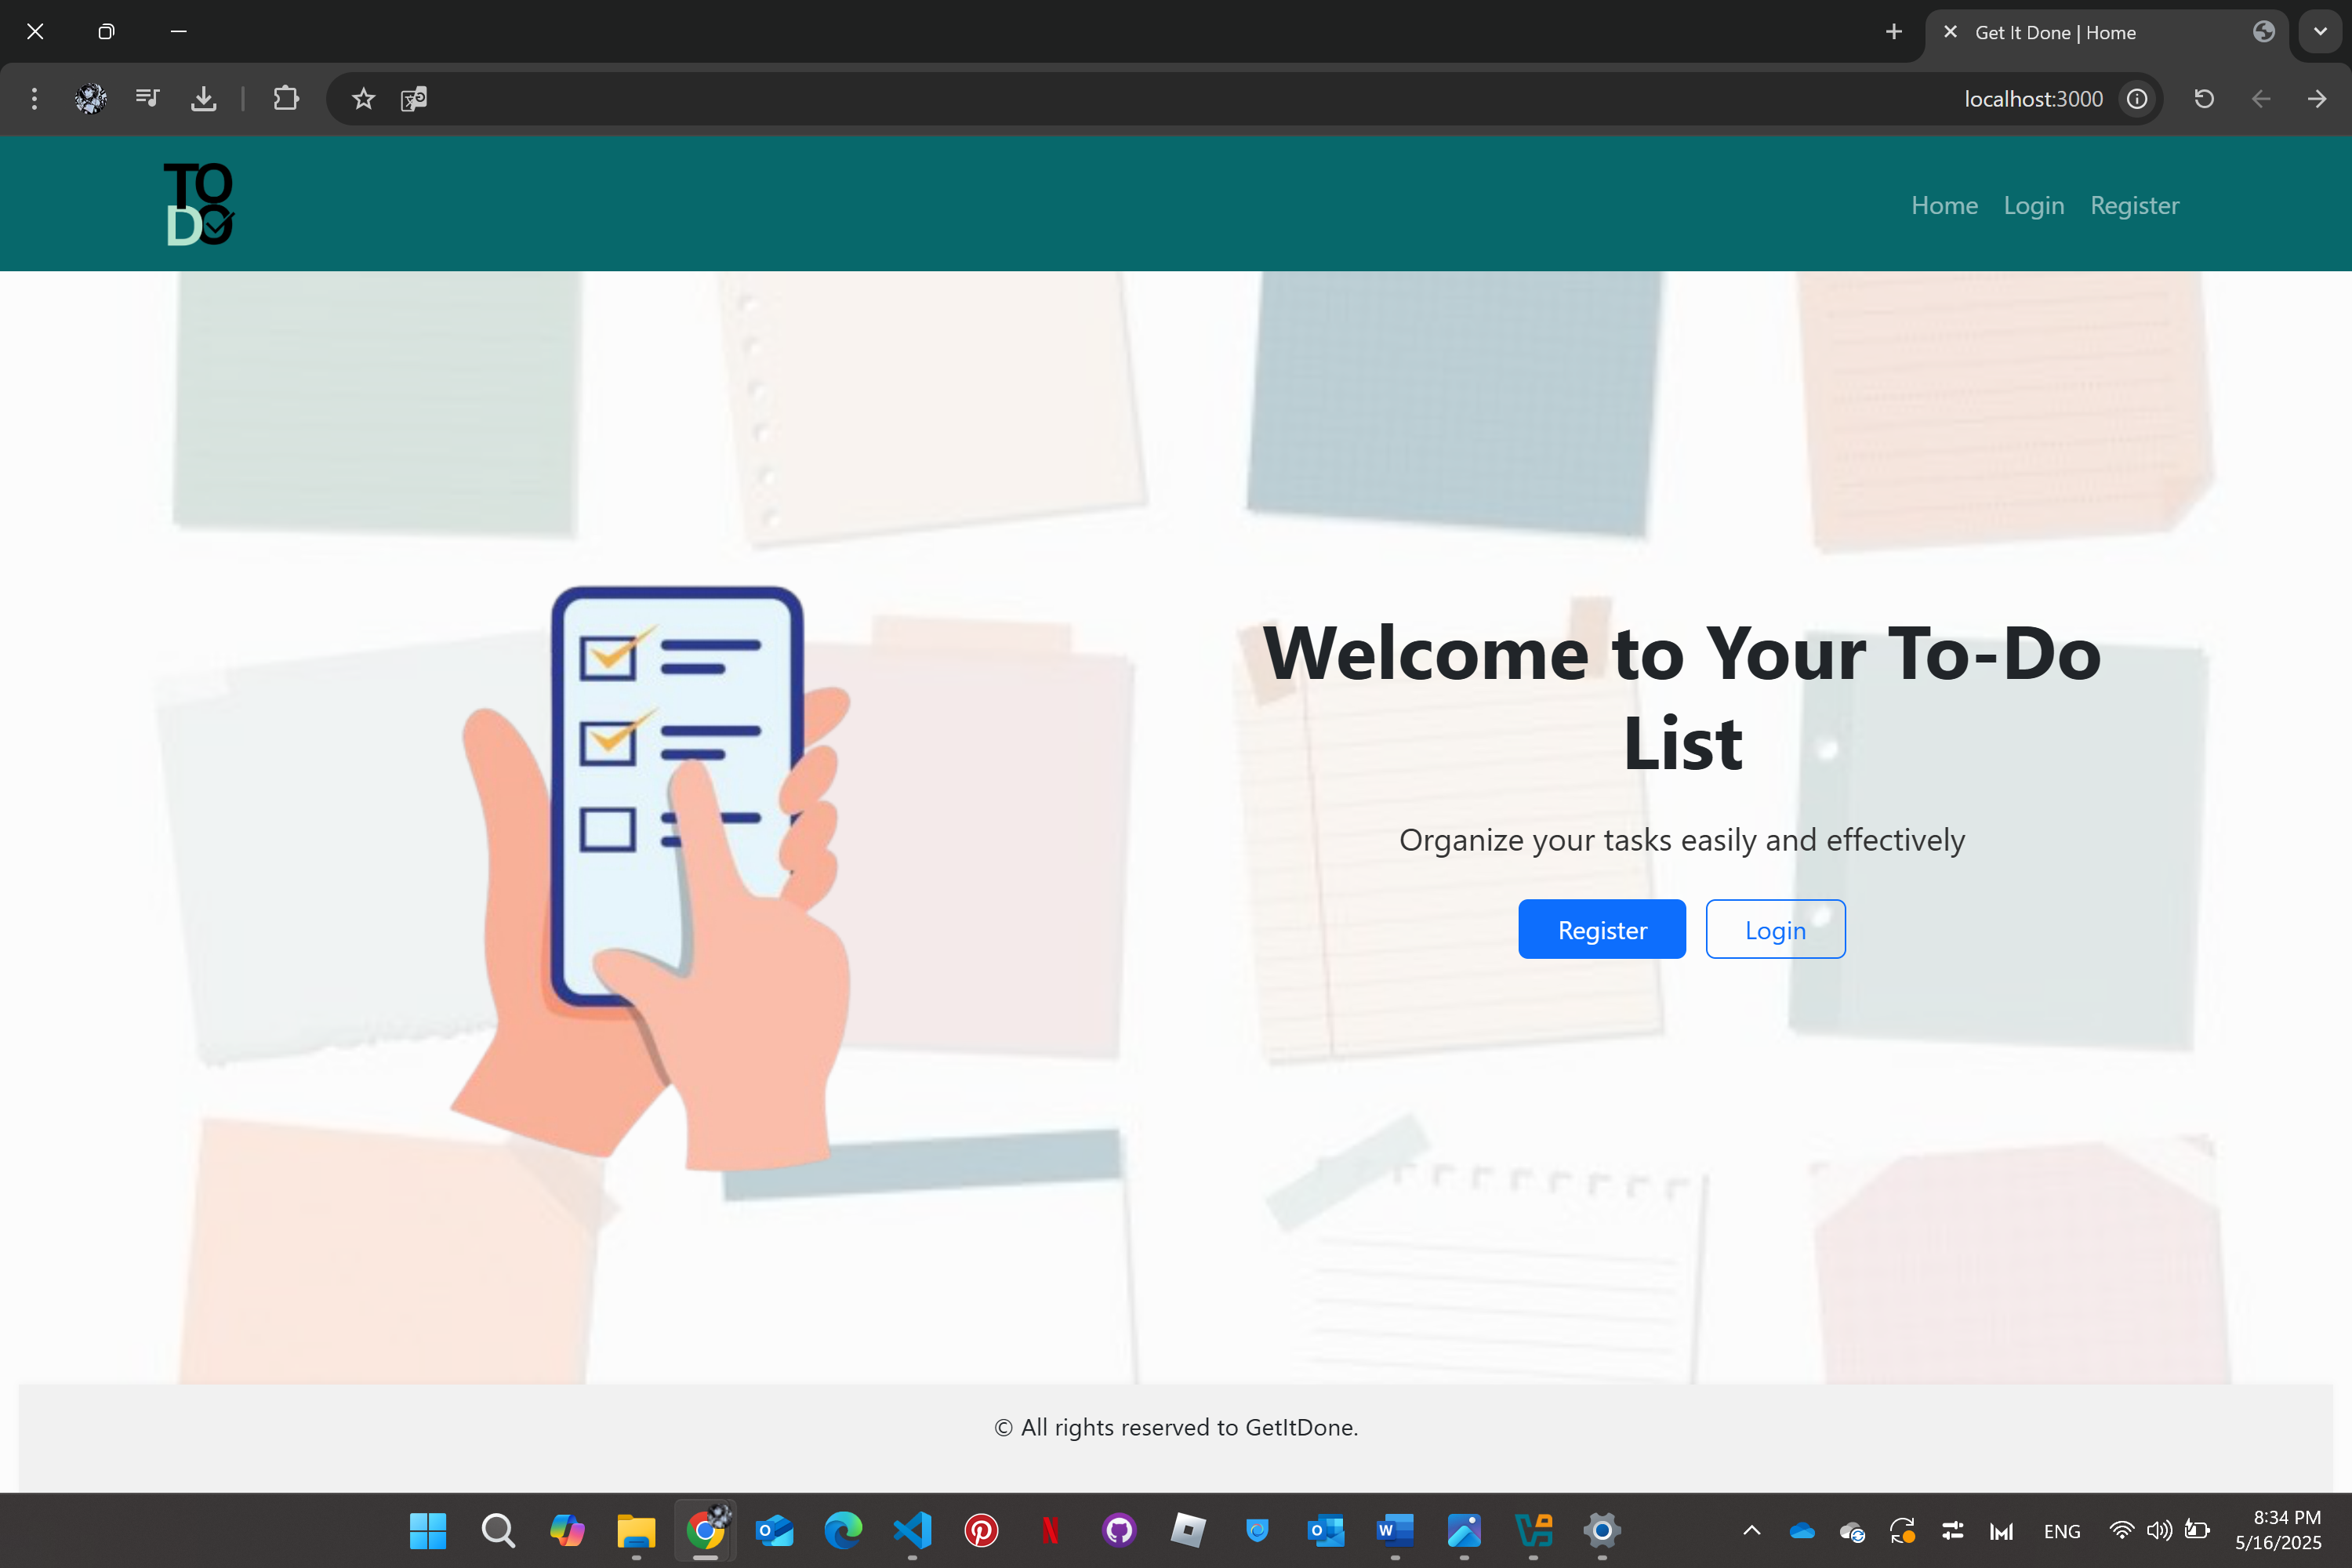 Get It Done | Home
localhost:3000
TO
DO
Home Login Register
Welcome to Your To-Do
List
Organize your tasks easily and effectively
Register Login
© All rights reserved to GetItDone.
ENG
8:34 PM
5/16/2025